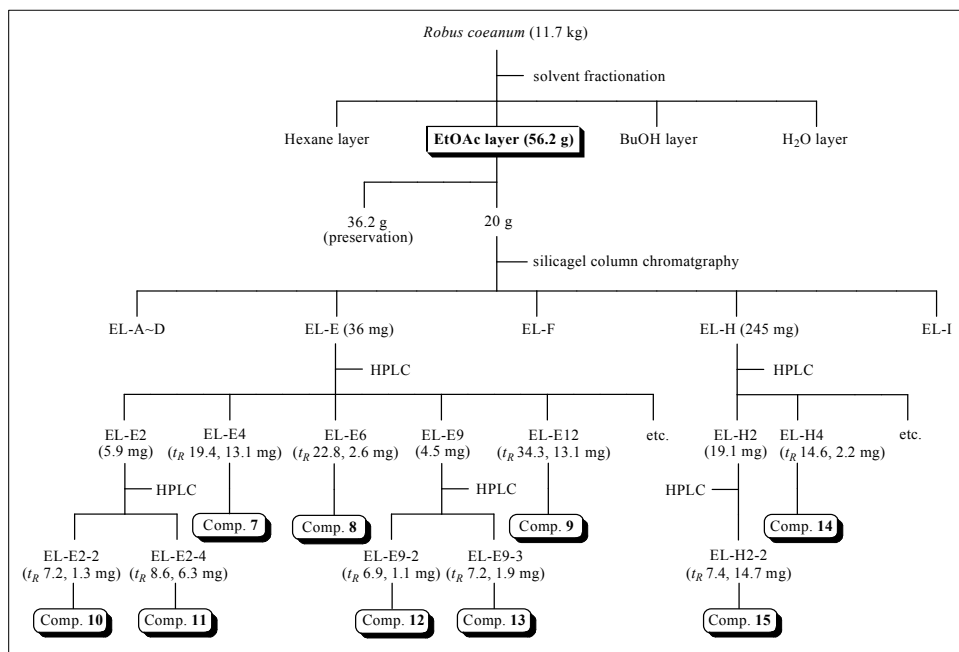 Robus coeanum (11.7 kg)
solvent fractionation
Hexane layer
EtOAc layer (56.2 g)
BuOH layer
H2O layer
36.2 g
(preservation)
20 g
silicagel column chromatgraphy
EL-A~D
EL-E (36 mg)
EL-F
EL-H (245 mg)
EL-I
HPLC
HPLC
EL-E2
(5.9 mg)
EL-E4
(tR 19.4, 13.1 mg)
EL-E6
(tR 22.8, 2.6 mg)
EL-E9
(4.5 mg)
EL-E12
(tR 34.3, 13.1 mg)
etc.
EL-H2
(19.1 mg)
EL-H4
(tR 14.6, 2.2 mg)
etc.
HPLC
HPLC
HPLC
Comp. 7
Comp. 8
Comp. 9
Comp. 14
EL-E2-2
(tR 7.2, 1.3 mg)
EL-E2-4
(tR 8.6, 6.3 mg)
EL-E9-2
(tR 6.9, 1.1 mg)
EL-E9-3
(tR 7.2, 1.9 mg)
EL-H2-2
(tR 7.4, 14.7 mg)
Comp. 10
Comp. 11
Comp. 12
Comp. 13
Comp. 15